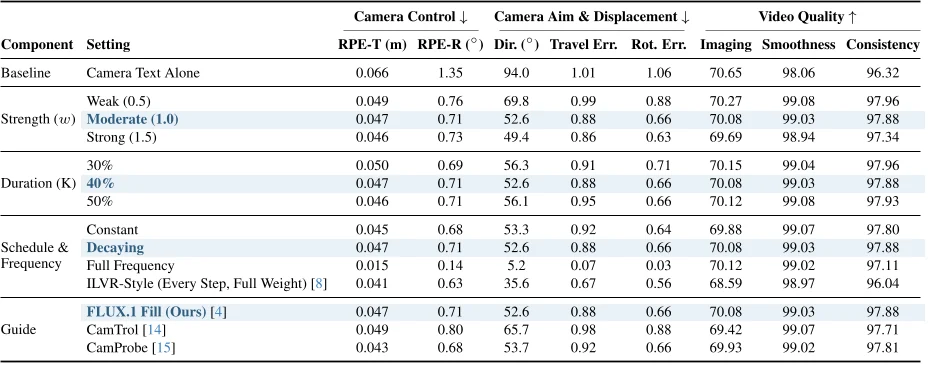 Camera Control ↓ Camera Aim & Displacement ↓ Video Quality ↑
Component Setting RPE-T (m) RPE-R (°) Dir. (°) Travel Err. Rot. Err. Imaging Smoothness Consistency
Baseline Camera Text Alone 0.066 1.35 94.0 1.01 1.06 70.65 98.06 96.32
Weak (0.5) 0.049 0.76 69.8 0.99 0.88 70.27 99.08 97.96
Strength (w) Moderate (1.0) 0.047 0.71 52.6 0.88 0.66 70.08 99.03 97.88
Strong (1.5) 0.046 0.73 49.4 0.86 0.63 69.69 98.94 97.34
30% 0.050 0.69 56.3 0.91 0.71 70.15 99.04 97.96
Duration (K) 40% 0.047 0.71 52.6 0.88 0.66 70.08 99.03 97.88
50% 0.046 0.71 56.1 0.95 0.66 70.12 99.08 97.93
Constant 0.045 0.68 53.3 0.92 0.64 69.88 99.07 97.80
Schedule & Decaying 0.047 0.71 52.6 0.88 0.66 70.08 99.03 97.88
Frequency Full Frequency 0.015 0.14 5.2 0.07 0.03 70.12 99.02 97.11
ILVR-Style (Every Step, Full Weight) [8] 0.041 0.63 35.6 0.67 0.56 68.59 98.97 96.04
FLUX.1 Fill (Ours) [4] 0.047 0.71 52.6 0.88 0.66 70.08 99.03 97.88
Guide CamTrol [14] 0.049 0.80 65.7 0.98 0.88 69.42 99.07 97.71
CamProbe [15] 0.043 0.68 53.7 0.92 0.66 69.93 99.02 97.81